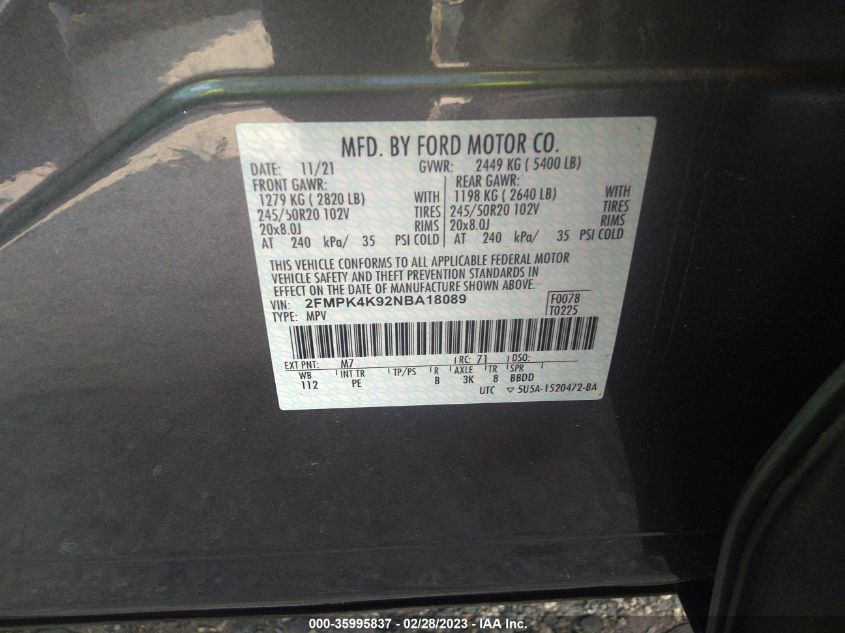 MFD. BY FORD MOTOR CO.
DATE: 11/21 GVWR: 2449 KG ( 5400 LB)
FRONT GAWR: REAR GAWR:
1279 KG ( 2820 LB) WITH 1198 KG ( 2640 LB) WITH
245/50R20 102V TIRES 245/50R20 102V TIRES
20x8.0J RIMS 20x8.0J RIMS
AT 240 kPa/ 35 PSI COLD AT 240 kPa/ 35 PSI COLD
THIS VEHICLE CONFORMS TO ALL APPLICABLE FEDERAL MOTOR
VEHICLE SAFETY AND THEFT PREVENTION STANDARDS IN
EFFECT ON THE DATE OF MANUFACTURE SHOWN ABOVE.
VIN: 2FMPK4K92NBA18089 F0078
TYPE: MPV T0225
EXT PNT: M7 RC: 71 DSO:
WB INT TR TP/PS R AXLE TR SPR
112 PE B 3K 8 BBDD
UTC ▽ 5U5A-1520472-BA
000-35995837 - 02/28/2023 - IAA Inc.